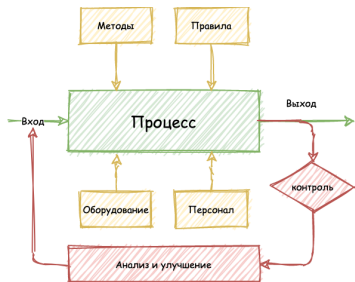 Методы
Правила
Вход
Процесс
Выход
контроль
Оборудование
Персонал
Анализ и улучшение